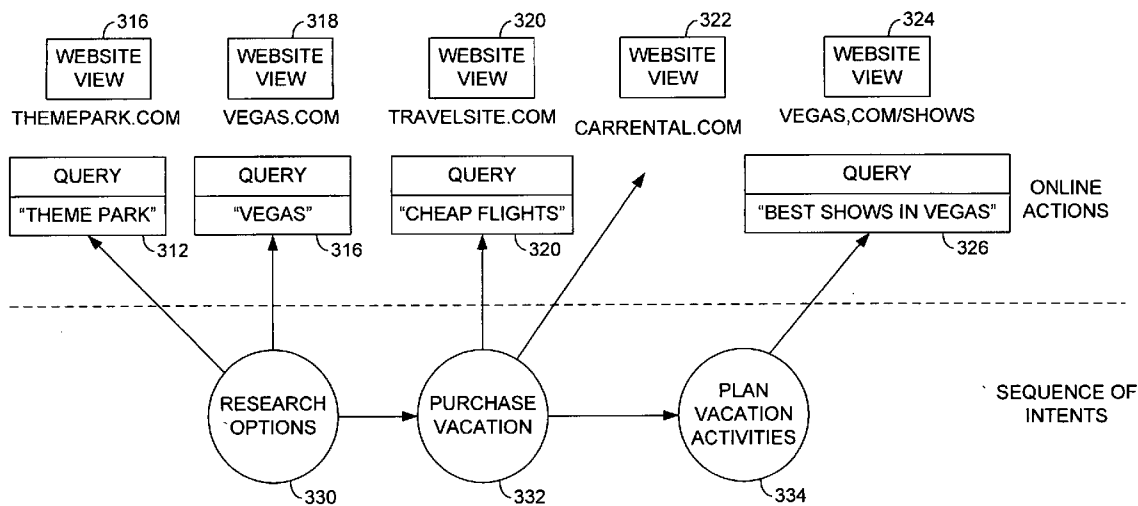 316
318
320
322
324
WEBSITE
VIEW
WEBSITE
VIEW
WEBSITE
VIEW
WEBSITE
VIEW
WEBSITE
VIEW
THEMEPARK.COM
VEGAS.COM
TRAVELSITE.COM
CARRENTAL.COM
VEGAS,COM/SHOWS
QUERY
"THEME PARK"
312
QUERY
"VEGAS"
316
QUERY
"CHEAP FLIGHTS"
320
QUERY
"BEST SHOWS IN VEGAS"
326
ONLINE
ACTIONS
RESEARCH
OPTIONS
330
PURCHASE
VACATION
332
PLAN
VACATION
ACTIVITIES
334
SEQUENCE OF
INTENTS